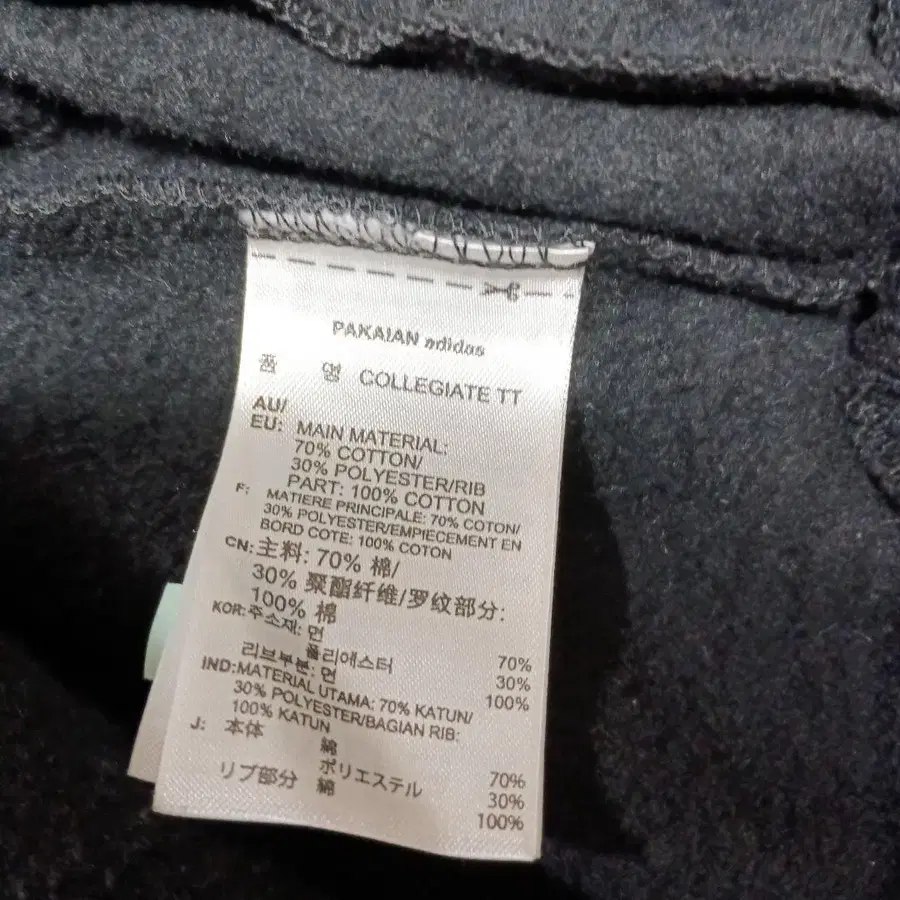 PAKAIAN adidas
품 명 COLLEGIATE TT
AU/
EU: MAIN MATERIAL:
70% COTTON/
30% POLYESTER/RIB
PART: 100% COTTON
F: MATIERE PRINCIPALE: 70% COTON/
30% POLYESTER/EMPIECEMENT EN
BORD COTE: 100% COTON
CN: 主料: 70% 棉/
30% 聚酯纤维/罗纹部分:
100% 棉
KOR: 주소재: 면 70%
폴리에스터 30%
리브부분: 면 100%
IND: MATERIAL UTAMA: 70% KATUN/
30% POLYESTER/BAGIAN RIB:
100% KATUN
J: 本体 綿 70%
ポリエステル 30%
リブ部分 綿 100%